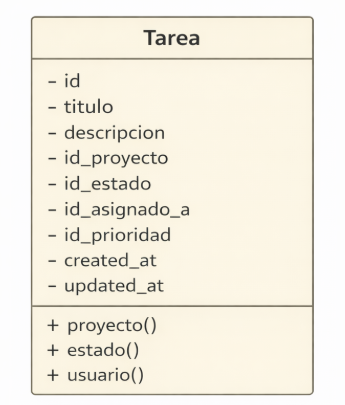 Tarea
- id
- titulo
- descripcion
- id_proyecto
- id_estado
- id_asignado_a
- id_prioridad
- created_at
- updated_at
+ proyecto()
+ estado()
+ usuario()